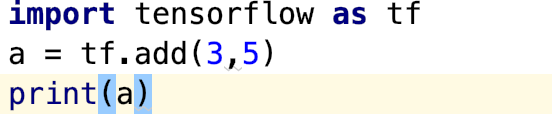 import tensorflow as tf
a = tf.add(3,5)
print(a)